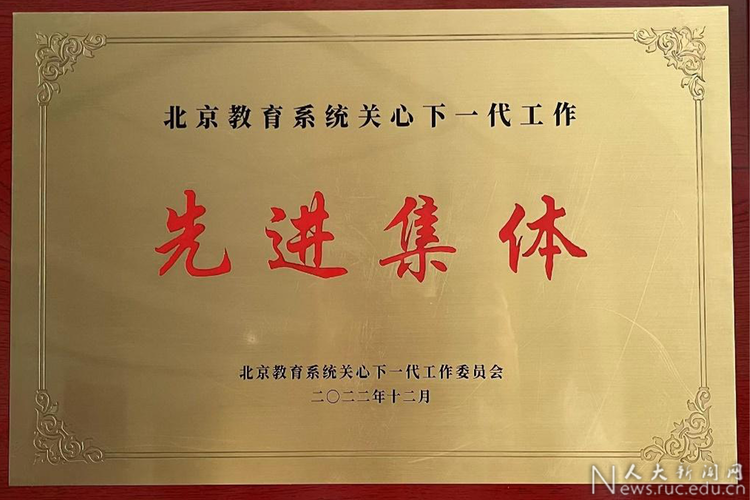 北京教育系统关心下一代工作
先进集体
北京教育系统关心下一代工作委员会
二〇二二年十二月
人大新闻网
News.ruc.edu.cn